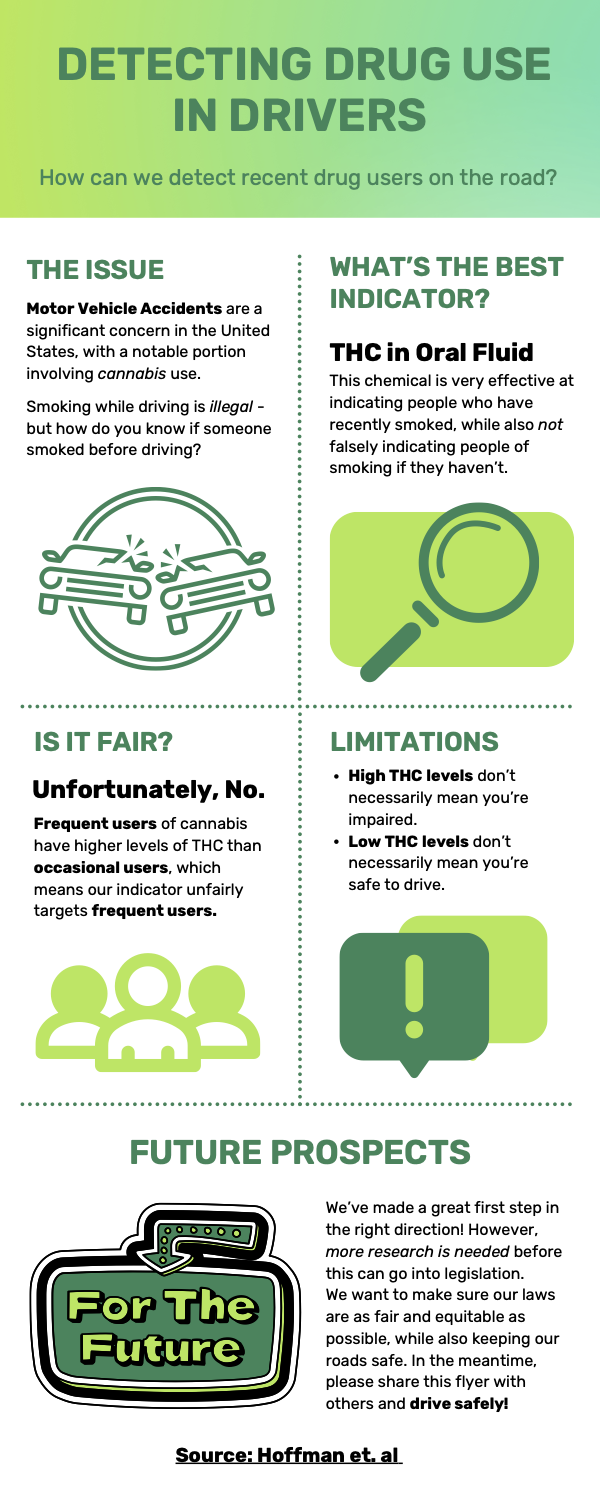 DETECTING DRUG USE
IN DRIVERS
How can we detect recent drug users on the road?
THE ISSUE
Motor Vehicle Accidents are a
significant concern in the United
States, with a notable portion
involving cannabis use.
Smoking while driving is illegal -
but how do you know if someone
smoked before driving?
WHAT'S THE BEST
INDICATOR?
THC in Oral Fluid
This chemical is very effective at
indicating people who have
recently smoked, while also not
falsely indicating people of
smoking if they haven't.
IS IT FAIR?
Unfortunately, No.
Frequent users of cannabis
have higher levels of THC than
occasional users, which
means our indicator unfairly
targets frequent users.
LIMITATIONS
• High THC levels don't
necessarily mean you're
impaired.
• Low THC levels don't
necessarily mean you're
safe to drive.
!
FUTURE PROSPECTS
For The
Future
We've made a great first step in
the right direction! However,
more research is needed before
this can go into legislation.
We want to make sure our laws
are as fair and equitable as
possible, while also keeping our
roads safe. In the meantime,
please share this flyer with
others and drive safely!
Source: Hoffman et. al